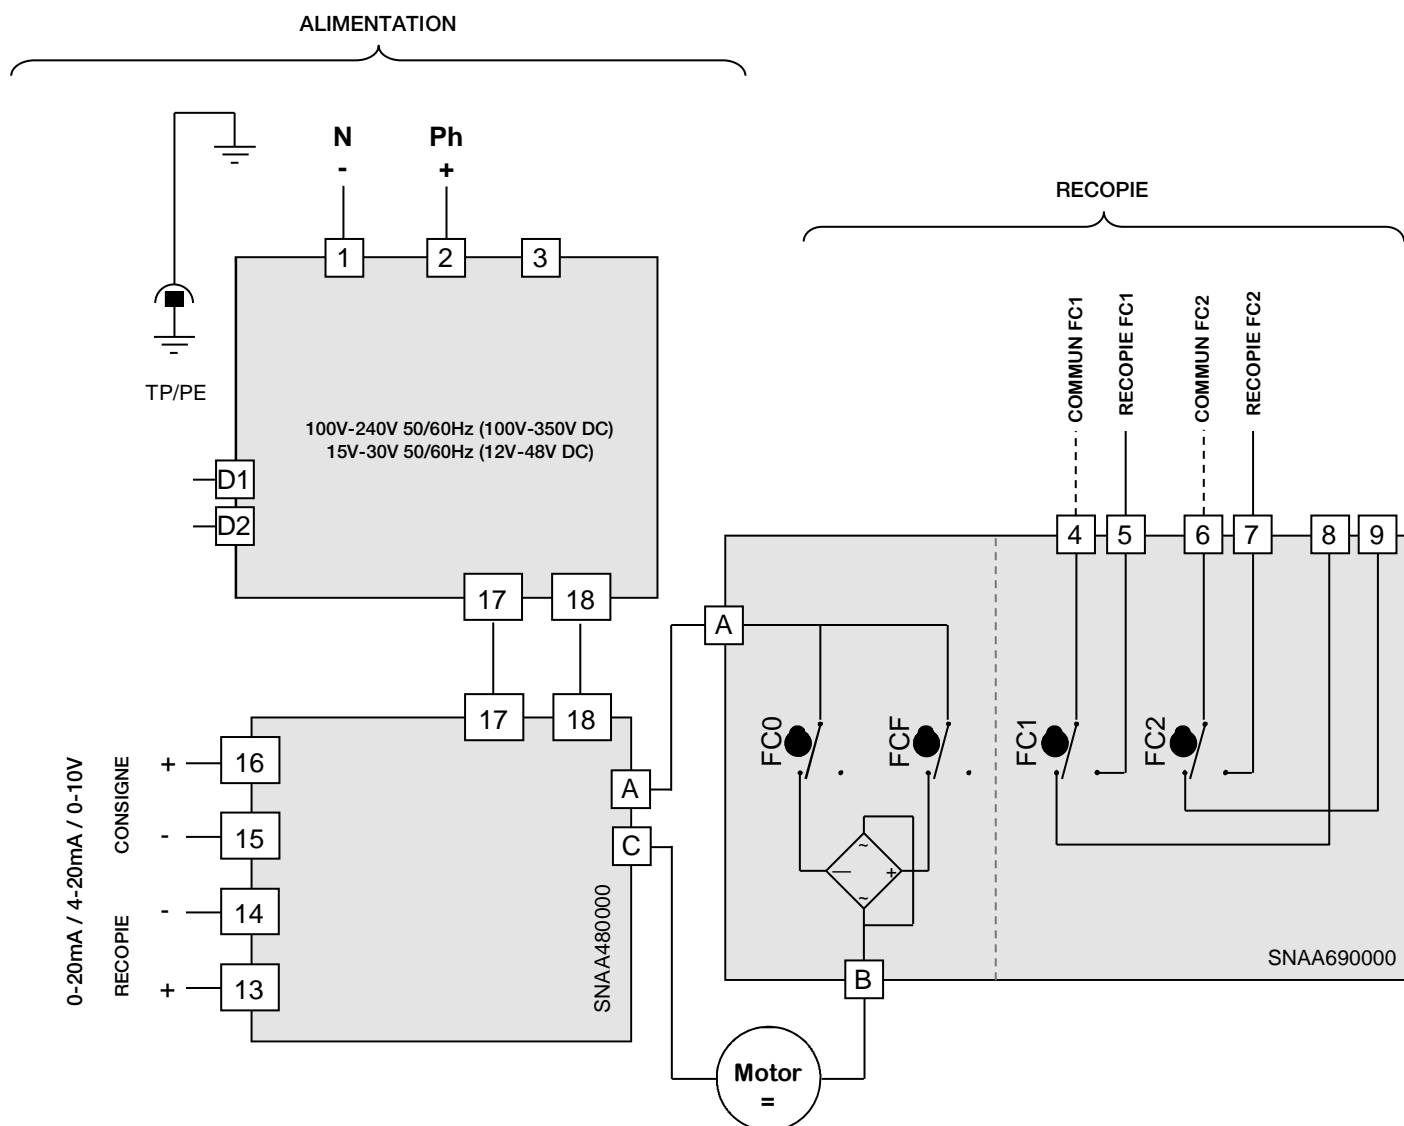 ALIMENTATION
N
Ph
-
+
RECOPIE
1
2
3
COMMUN FC1
RECOPIE FC1
COMMUN FC2
RECOPIE FC2
TP/PE
100V-240V 50/60Hz (100V-350V DC)
15V-30V 50/60Hz (12V-48V DC)
D1
D2
4
5
6
7
8
9
17
18
A
17
18
FC0
FCF
FC1
FC2
0-20mA / 4-20mA / 0-10V
CONSIGNE
RECOPIE
+
16
-
15
-
14
+
13
A
C
~
—
+
~
SNAA480000
SNAA690000
B
Motor
=